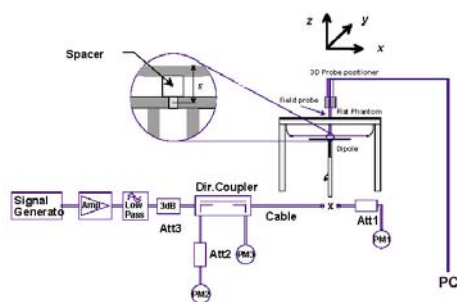 z
y
x
Spacer
s
3D Probe positioner
Field probe
Flat Phantom
Dipole
Dir.Coupler
Signal
Generato
Amp
Low
Pass
3dB
Cable
x
Att1
Att3
Att2
PM3
PM1
PM2
PC